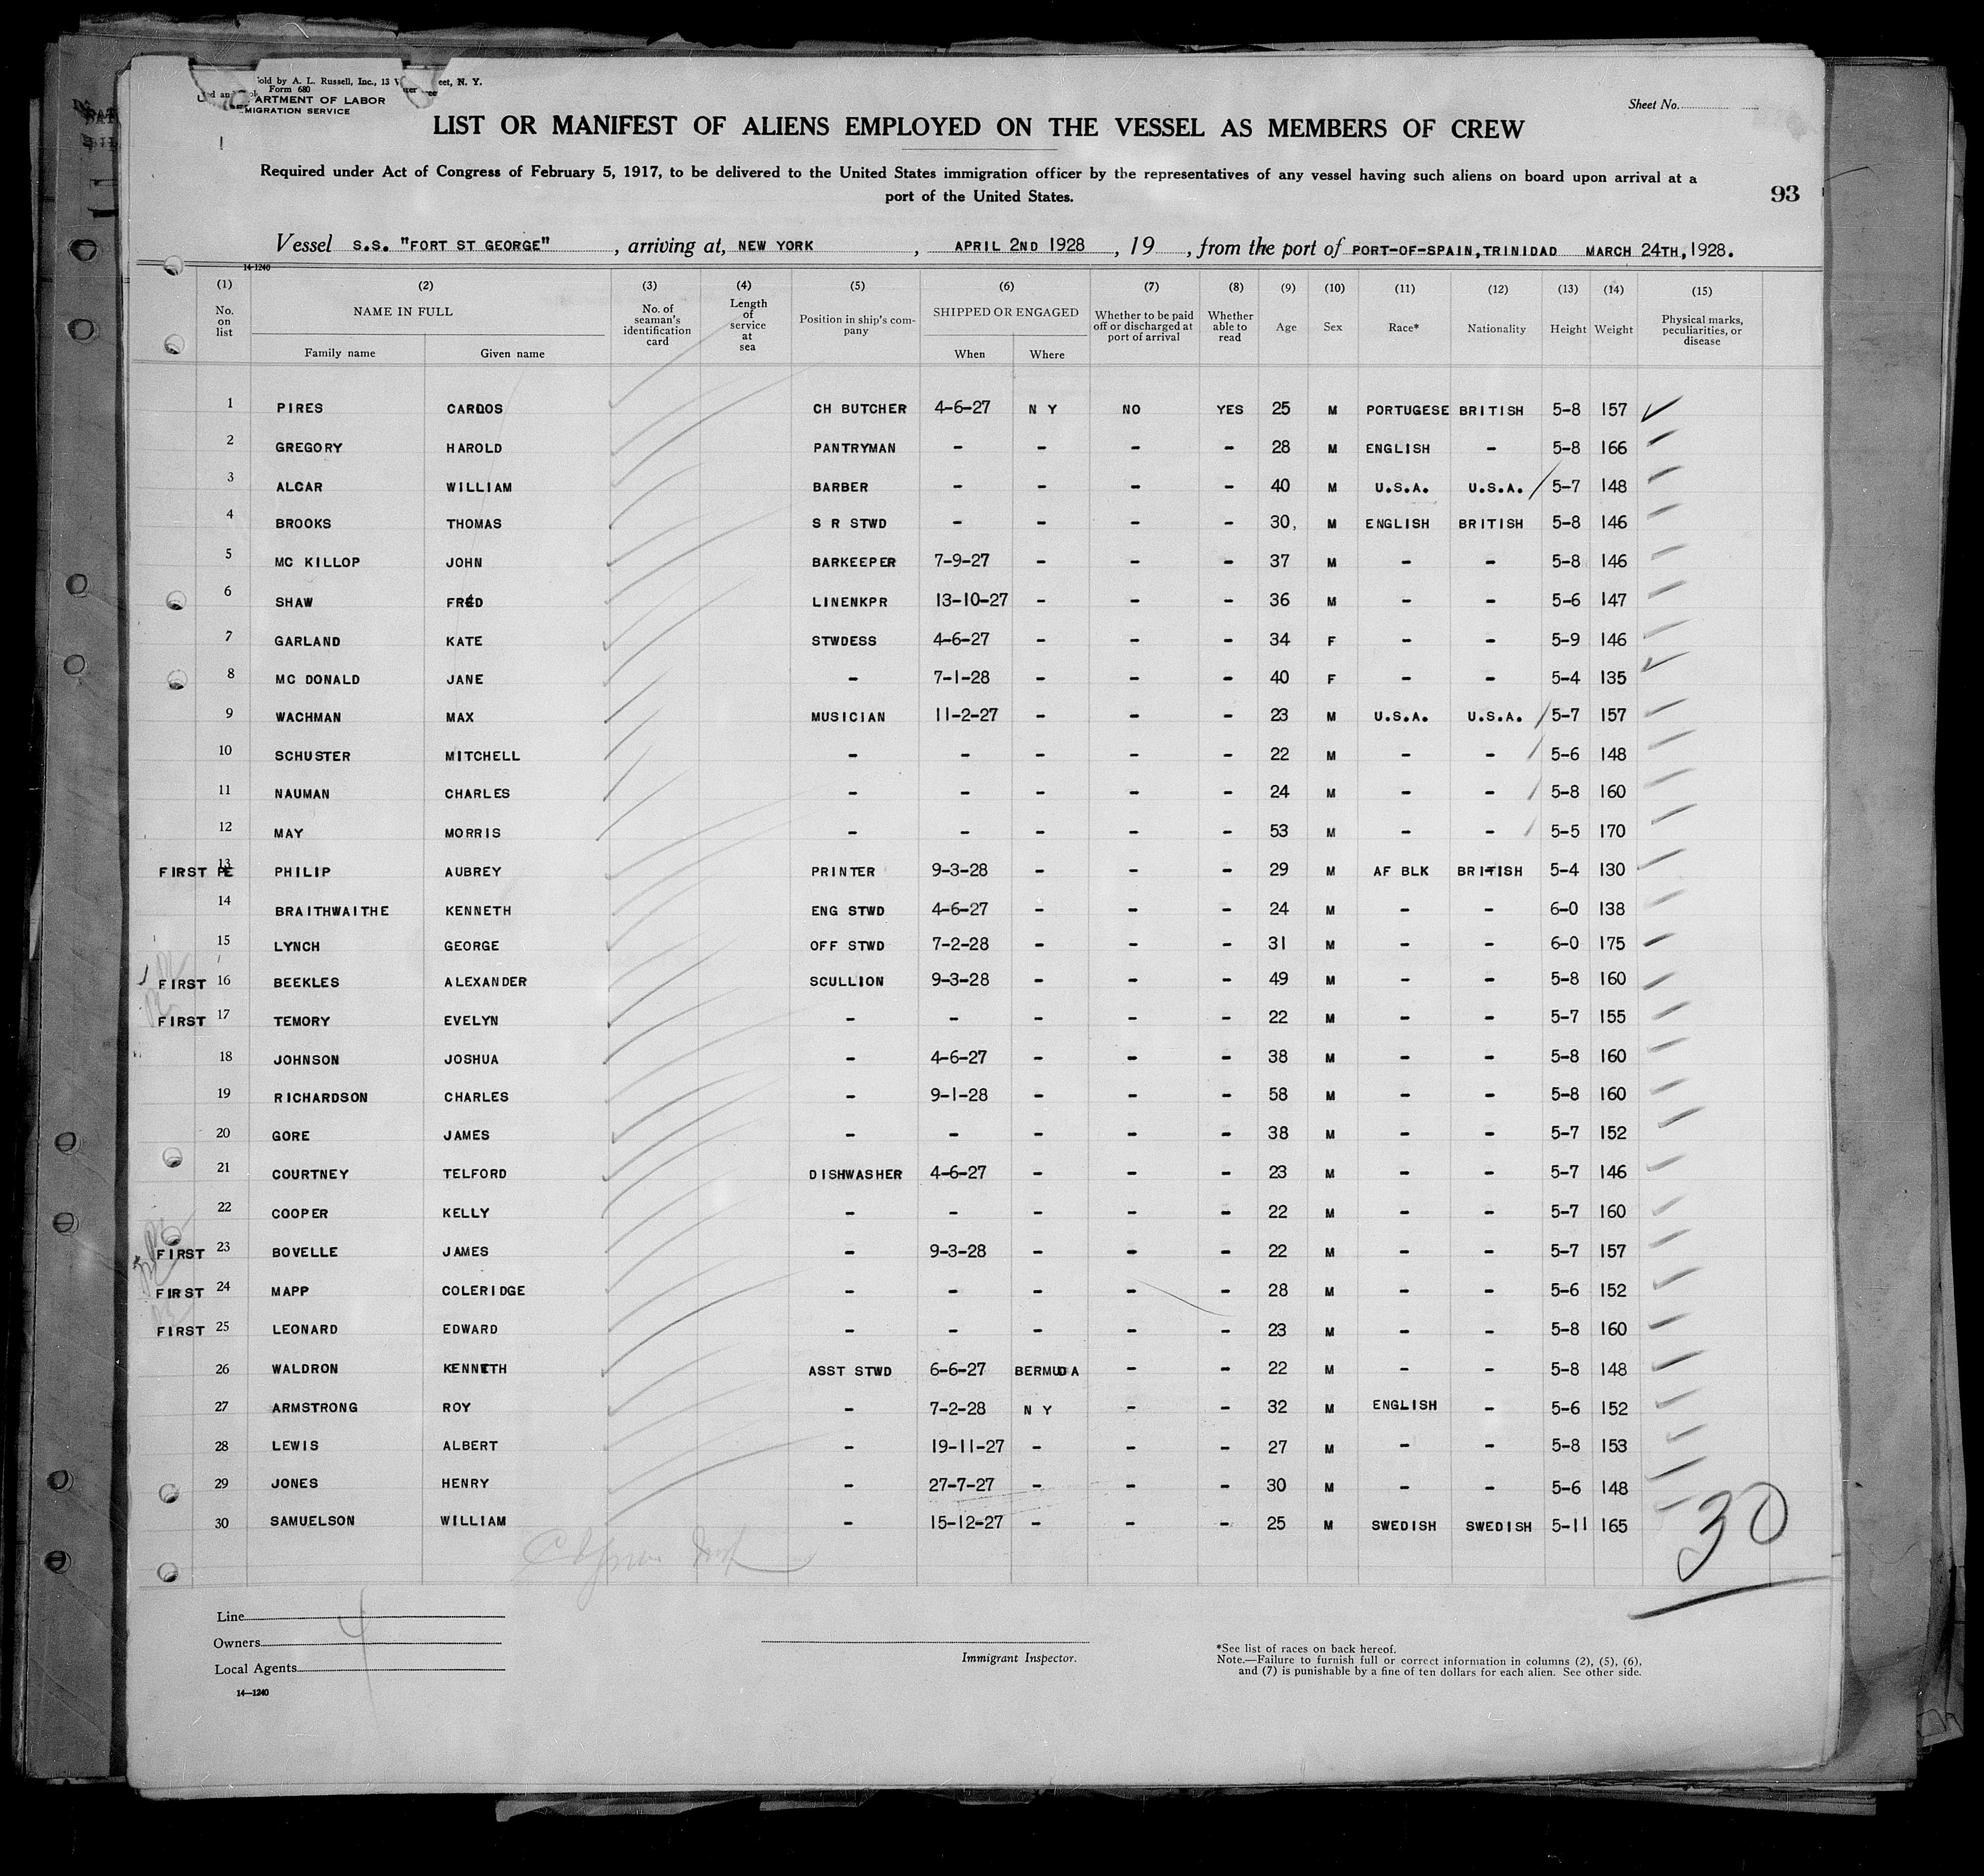 Sold by A. L. Russell, Inc., 13 Street, N. Y.
Form 680
DEPARTMENT OF LABOR
IMMIGRATION SERVICE
Sheet No.
LIST OR MANIFEST OF ALIENS EMPLOYED ON THE VESSEL AS MEMBERS OF CREW
Required under Act of Congress of February 5, 1917, to be delivered to the United States immigration officer by the representatives of any vessel having such aliens on board upon arrival at a
port of the United States.
93
Vessel S.S. "FORT ST GEORGE", arriving at, NEW YORK, APRIL 2ND 1928, 19 , from the port of PORT-OF-SPAIN, TRINIDAD MARCH 24TH, 1928.
14-1240
(1) (2) (3) (4) (5) (6) (7) (8) (9) (10) (11) (12) (13) (14) (15)
No. on list NAME IN FULL Family name Given name No. of seaman's identification card Length of service at sea Position in ship's company SHIPPED OR ENGAGED When Where Whether to be paid off or discharged at port of arrival Whether able to read Age Sex Race* Nationality Height Weight Physical marks, peculiarities, or disease
1 PIRES CARLOS CH BUTCHER 4-6-27 N Y NO YES 25 M PORTUGESE BRITISH 5-8 157
2 GREGORY HAROLD PANTRYMAN - - - - 28 M ENGLISH - 5-8 166
3 ALCAR WILLIAM BARBER - - - - 40 M U.S.A. U.S.A. 5-7 148
4 BROOKS THOMAS S R STWD - - - - 30, M ENGLISH BRITISH 5-8 146
5 MC KILLOP JOHN BARKEEPER 7-9-27 - - - 37 M - - 5-8 146
6 SHAW FRED LINENKPR 13-10-27 - - - 36 M - - 5-6 147
7 GARLAND KATE STWDESS 4-6-27 - - - 34 F - - 5-9 146
8 MC DONALD JANE - 7-1-28 - - - 40 F - - 5-4 135
9 WACHMAN MAX MUSICIAN 11-2-27 - - - 23 M U.S.A. U.S.A. 5-7 157
10 SCHUSTER MITCHELL - - - - - 22 M - - 5-6 148
11 NAUMAN CHARLES - - - - - 24 M - - 5-8 160
12 MAY MORRIS - - - - - 53 M - - 5-5 170
FIRST 13 PHILIP AUBREY PRINTER 9-3-28 - - - 29 M AF BLK BRITISH 5-4 130
14 BRAITHWAITHE KENNETH ENG STWD 4-6-27 - - - 24 M - - 6-0 138
15 LYNCH GEORGE OFF STWD 7-2-28 - - - 31 M - - 6-0 175
FIRST 16 BEEKLES ALEXANDER SCULLION 9-3-28 - - - 49 M - - 5-8 160
FIRST 17 TEMORY EVELYN - - - - - 22 M - - 5-7 155
18 JOHNSON JOSHUA - 4-6-27 - - - 38 M - - 5-8 160
19 RICHARDSON CHARLES - 9-1-28 - - - 58 M - - 5-8 160
20 GORE JAMES - - - - - 38 M - - 5-7 152
21 COURTNEY TELFORD DISHWASHER 4-6-27 - - - 23 M - - 5-7 146
22 COOPER KELLY - - - - - 22 M - - 5-7 160
FIRST 23 BOVELLE JAMES - 9-3-28 - - - 22 M - - 5-7 157
FIRST 24 MAPP COLERIDGE - - - - - 28 M - - 5-6 152
FIRST 25 LEONARD EDWARD - - - - - 23 M - - 5-8 160
26 WALDRON KENNETH ASST STWD 6-6-27 BERMUDA - - 22 M - - 5-8 148
27 ARMSTRONG ROY - 7-2-28 N Y - - 32 M ENGLISH - 5-6 152
28 LEWIS ALBERT - 19-11-27 - - - 27 M - - 5-8 153
29 JONES HENRY - 27-7-27 - - - 30 M - - 5-6 148
30 SAMUELSON WILLIAM - 15-12-27 - - - 25 M SWEDISH SWEDISH 5-11 165
30
Line
Owners
Local Agents
14—1240
4
Immigrant Inspector.
*See list of races on back hereof.
Note.—Failure to furnish full or correct information in columns (2), (5), (6),
and (7) is punishable by a fine of ten dollars for each alien. See other side.